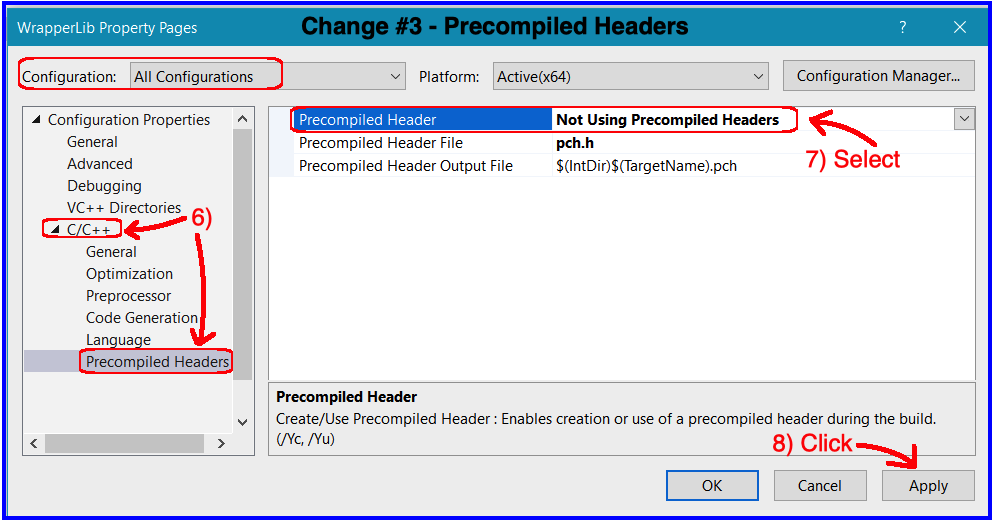 WrapperLib Property Pages
Change #3 - Precompiled Headers
?
Configuration: All Configurations Platform: Active(x64) Configuration Manager...
Configuration Properties
General
Advanced
Debugging
VC++ Directories
6)
C/C++
General
Optimization
Preprocessor
Code Generation
Language
Precompiled Headers
Precompiled Header Not Using Precompiled Headers
Precompiled Header File pch.h
Precompiled Header Output File $(IntDir)$(TargetName).pch
7) Select
Precompiled Header
Create/Use Precompiled Header : Enables creation or use of a precompiled header during the build.
(/Yc, /Yu)
8) Click
OK Cancel Apply